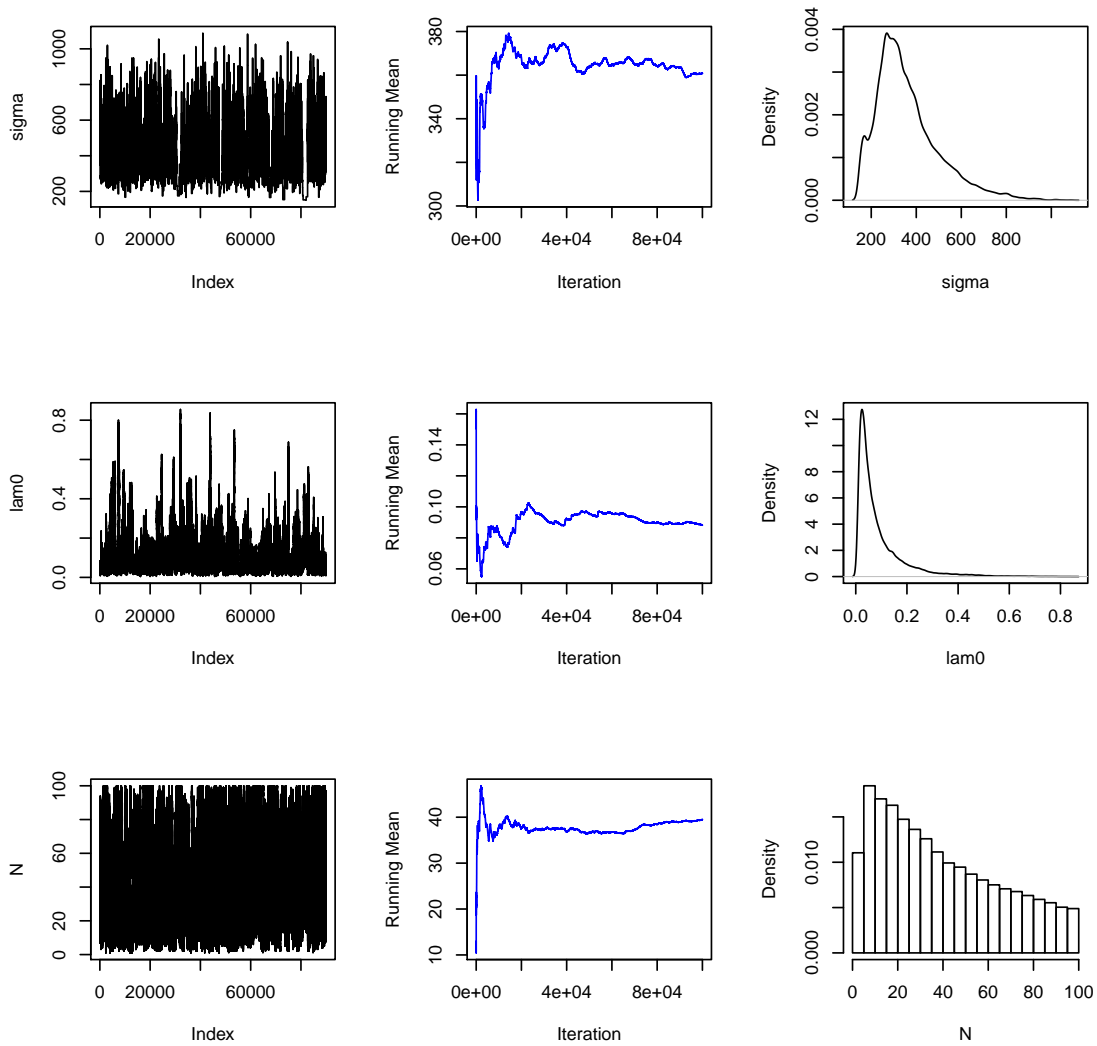 sigma
200
600
1000
0
20000
60000
Index
Running Mean
300
340
380
0e+00
4e+04
8e+04
Iteration
Density
0.000
0.002
0.004
200
400
600
800
sigma
lam0
0.0
0.4
0.8
0
20000
60000
Index
Running Mean
0.06
0.10
0.14
0e+00
4e+04
8e+04
Iteration
Density
0
2
4
6
8
12
0.0
0.2
0.4
0.6
0.8
lam0
N
0
20
60
100
0
20000
60000
Index
Running Mean
10
20
30
40
0e+00
4e+04
8e+04
Iteration
Density
0.000
0.010
0
20
40
60
80
100
N